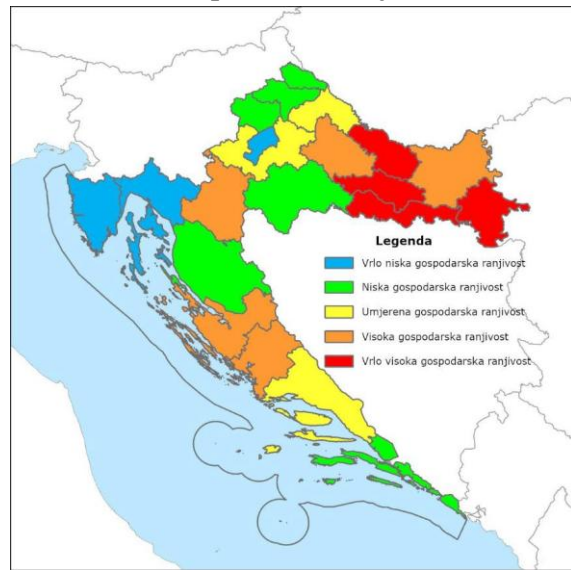 Legenda
Vrlo niska gospodarska ranjivost
Niska gospodarska ranjivost
Umjerena gospodarska ranjivost
Visoka gospodarska ranjivost
Vrlo visoka gospodarska ranjivost